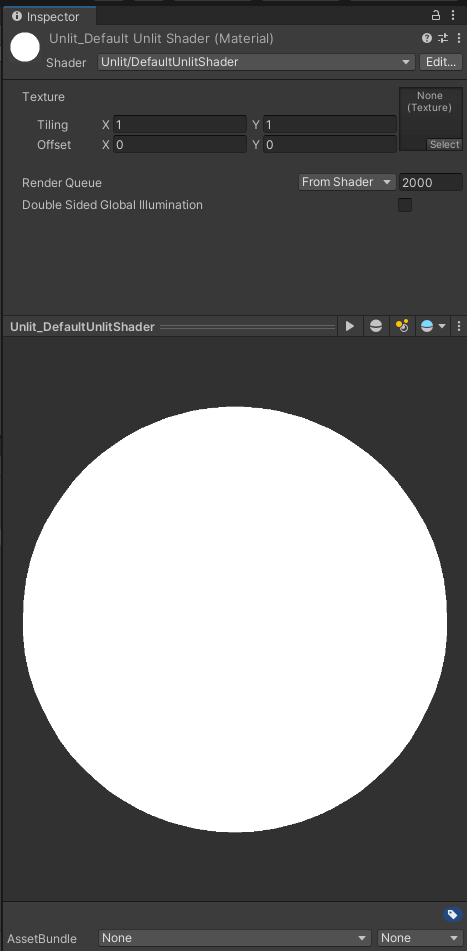 Inspector
Unlit_Default Unlit Shader (Material)
Shader Unlit/DefaultUnlitShader Edit...
Texture
None
(Texture)
Tiling X 1 Y 1
Offset X 0 Y 0
Select
Render Queue From Shader 2000
Double Sided Global Illumination
Unlit_DefaultUnlitShader
AssetBundle None None